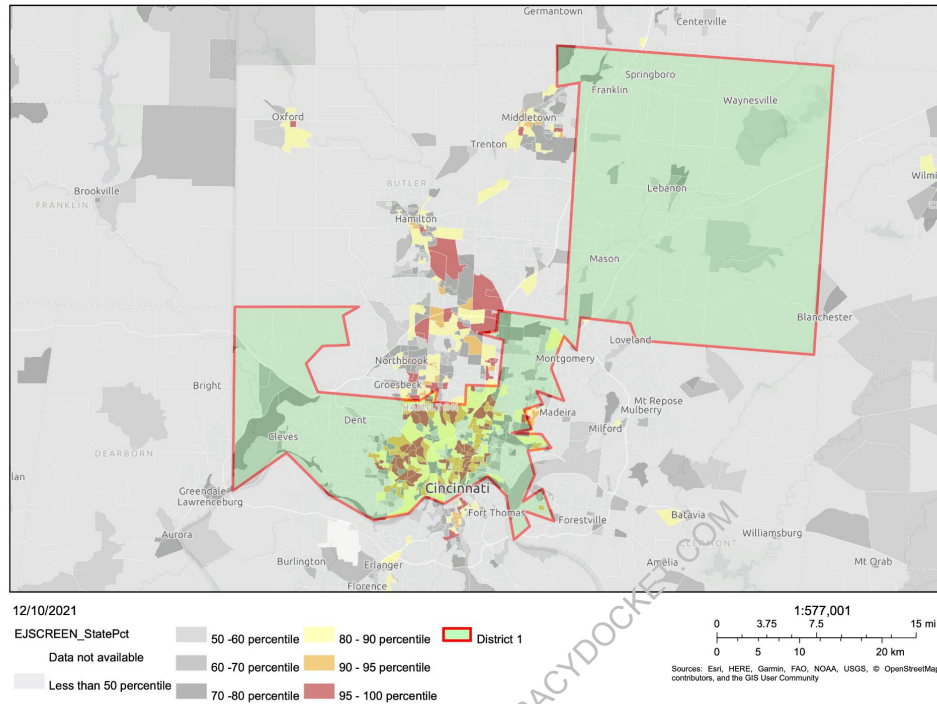 Germantown
Centerville
Springboro
Franklin
Waynesville
Oxford
Middletown
Trenton
Lebanon
Brookville
FRANKLIN
BUTLER
Hamilton
Mason
Blanchester
Loveland
Montgomery
Northbrook
Bright
Groesbeck
HAMILTON
Madeira
Mt Repose
Mulberry
Dent
Milford
Cleves
DEARBORN
Cincinnati
Greendale
Lawrenceburg
Fort Thomas
Forestville
Batavia
Williamsburg
Aurora
CLERMONT
Burlington
Erlanger
Amelia
Mt Orab
Florence
12/10/2021
EJSCREEN_StatePct
Data not available
Less than 50 percentile
50 -60 percentile
60 -70 percentile
70 -80 percentile
80 - 90 percentile
90 - 95 percentile
95 - 100 percentile
District 1
1:577,001
0 3.75 7.5 15 mi
0 5 10 20 km
Sources: Esri, HERE, Garmin, FAO, NOAA, USGS, © OpenStreetMap
contributors, and the GIS User Community
ACYDOCKET.COM